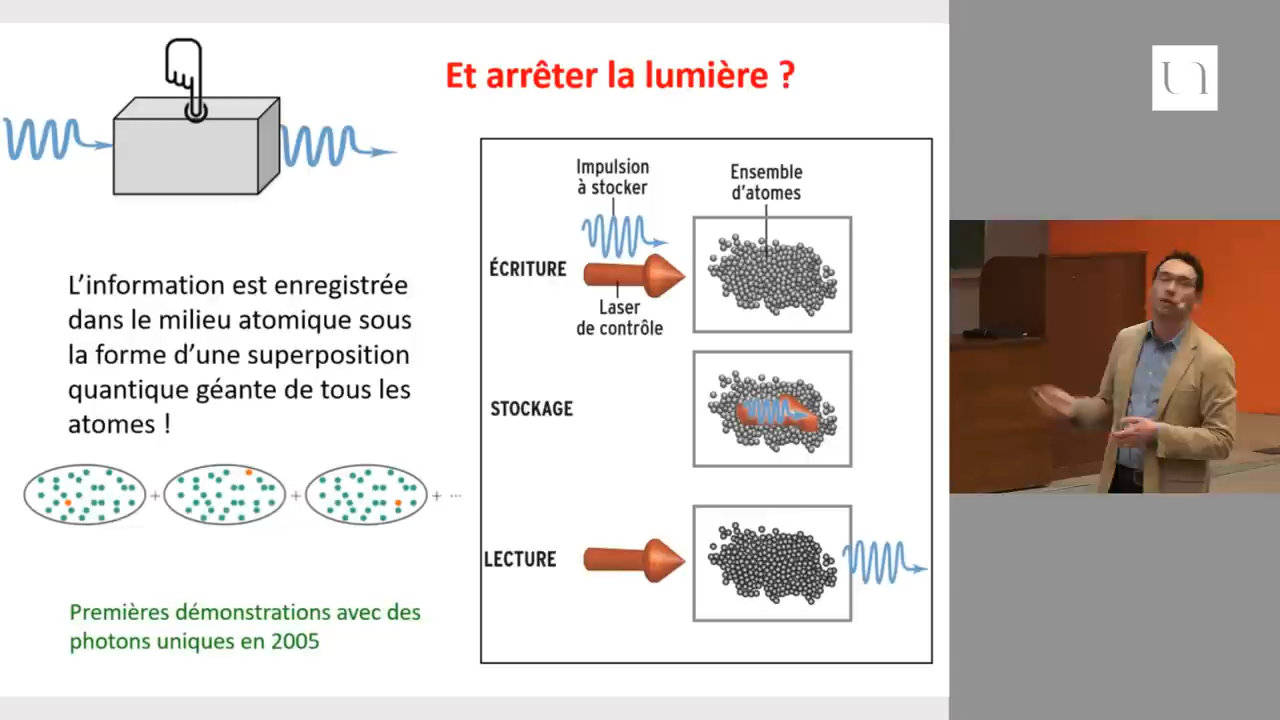 Et arrêter la lumière ?
L'information est enregistrée
dans le milieu atomique sous
la forme d'une superposition
quantique géante de tous les
atomes !
+ + + ...
Premières démonstrations avec des
photons uniques en 2005
Impulsion
à stocker
Ensemble
d'atomes
ÉCRITURE
Laser
de contrôle
STOCKAGE
LECTURE